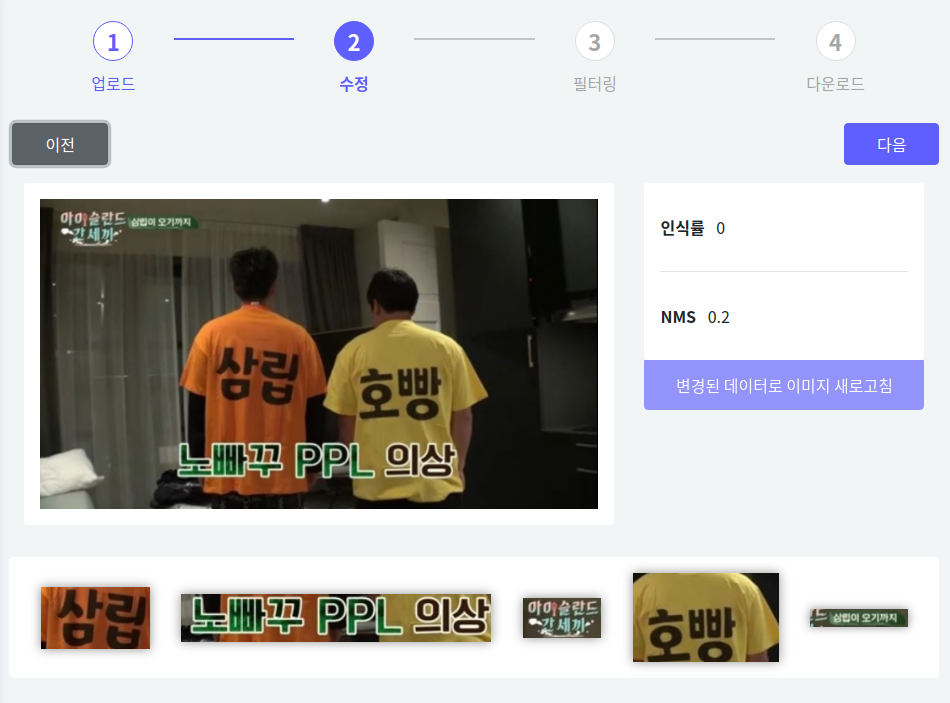 1
2
3
4
업로드
수정
필터링
다운로드
이전
다음
아이슬란드
간 세끼
삼립이 오기까지
삼립
호빵
노빠꾸 PPL 의상
인식률 0
NMS 0.2
변경된 데이터로 이미지 새로고침
삼립
노빠꾸 PPL 의상
아이슬란드
간 세끼
호빵
드
삼립이 오기까지